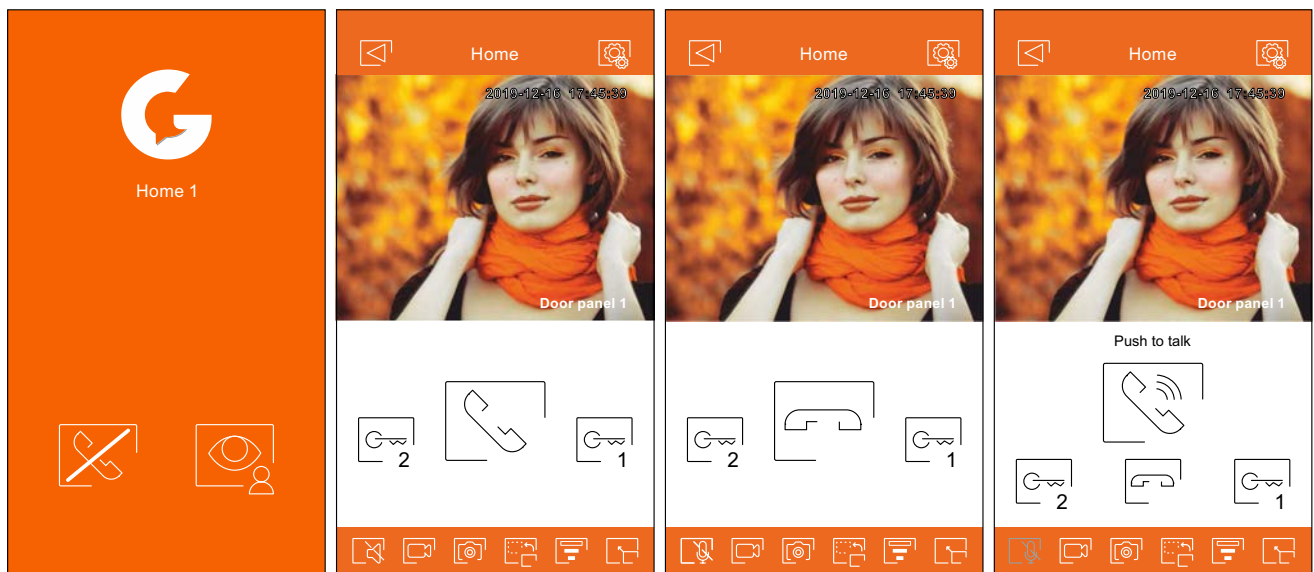 Home 1
Home
2019-12-16 17:45:39
Door panel 1
2
1
Home
2019-12-16 17:45:39
Door panel 1
2
1
Home
2019-12-16 17:45:39
Door panel 1
Push to talk
2
1